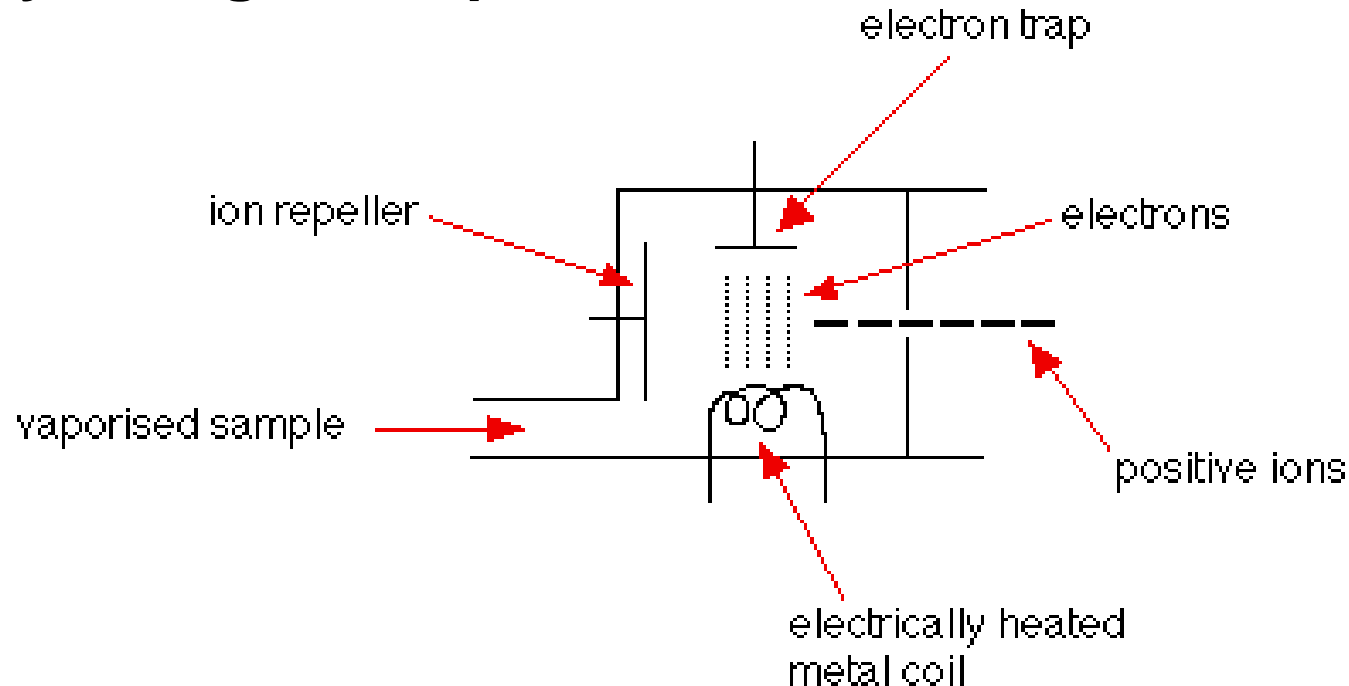 electron trap
ion repeller
electrons
vaporised sample
positive ions
electrically heated
metal coil